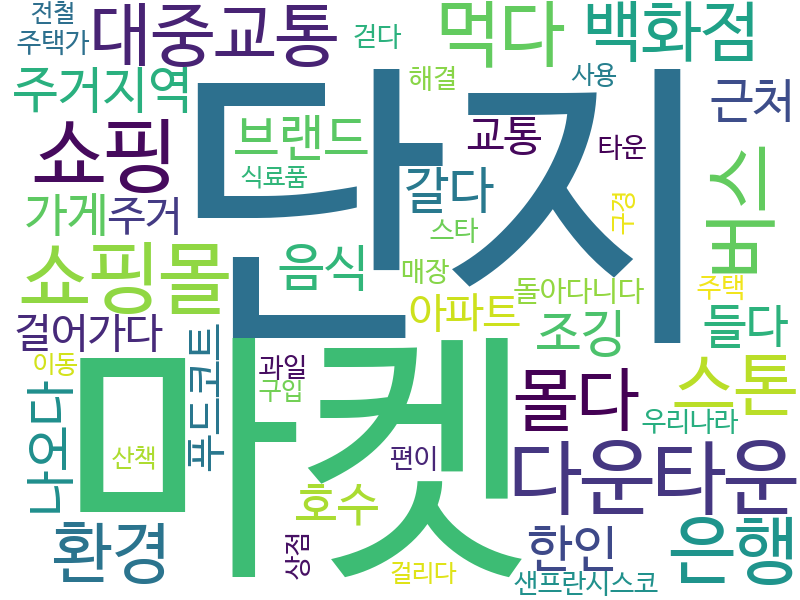 전철
주택가
대중교통
걷다
먹다
백화점
주거지역
해결
사용
근처
단지
쇼핑
브랜드
교통
타운
식료품
갈다
버스
가게
주거
스타
구경
쇼핑몰
음식
매장
돌아다니다
주택
걸어가다
아파트
조깅
들다
이동
푸드코트
과일
구입
마켓
몰다
스톤
나오다
우리나라
산책
편이
다운타운
호수
환경
상점
걸리다
한인
은행
샌프란시스코